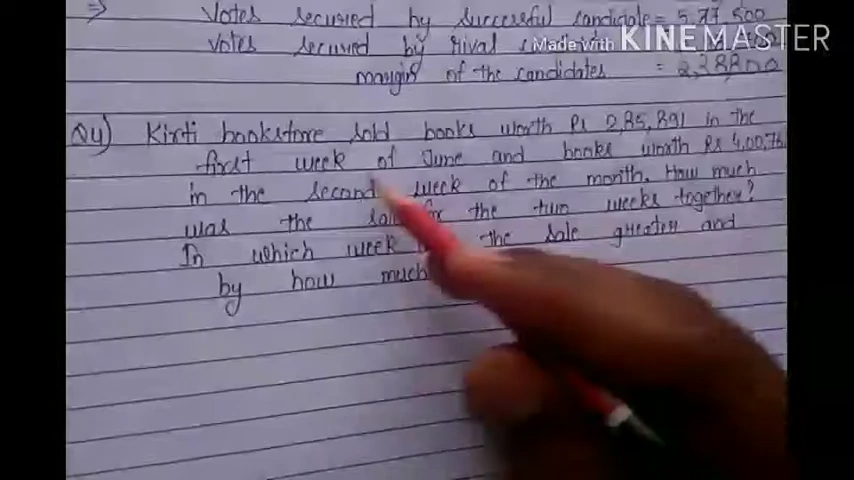 ⇒ Votes secured by successful candidate = 5,77,500
votes secured by rival
margin of the candidates = 2,28,800
Made with KINEMASTER
Q4) Kirti bookstore sold books worth Rs 2,85,891 in the
first week of June and books worth Rs 4,00,76
in the second week of the month. How much
was the sale for the two weeks together?
In which week the sale greater and
by how much